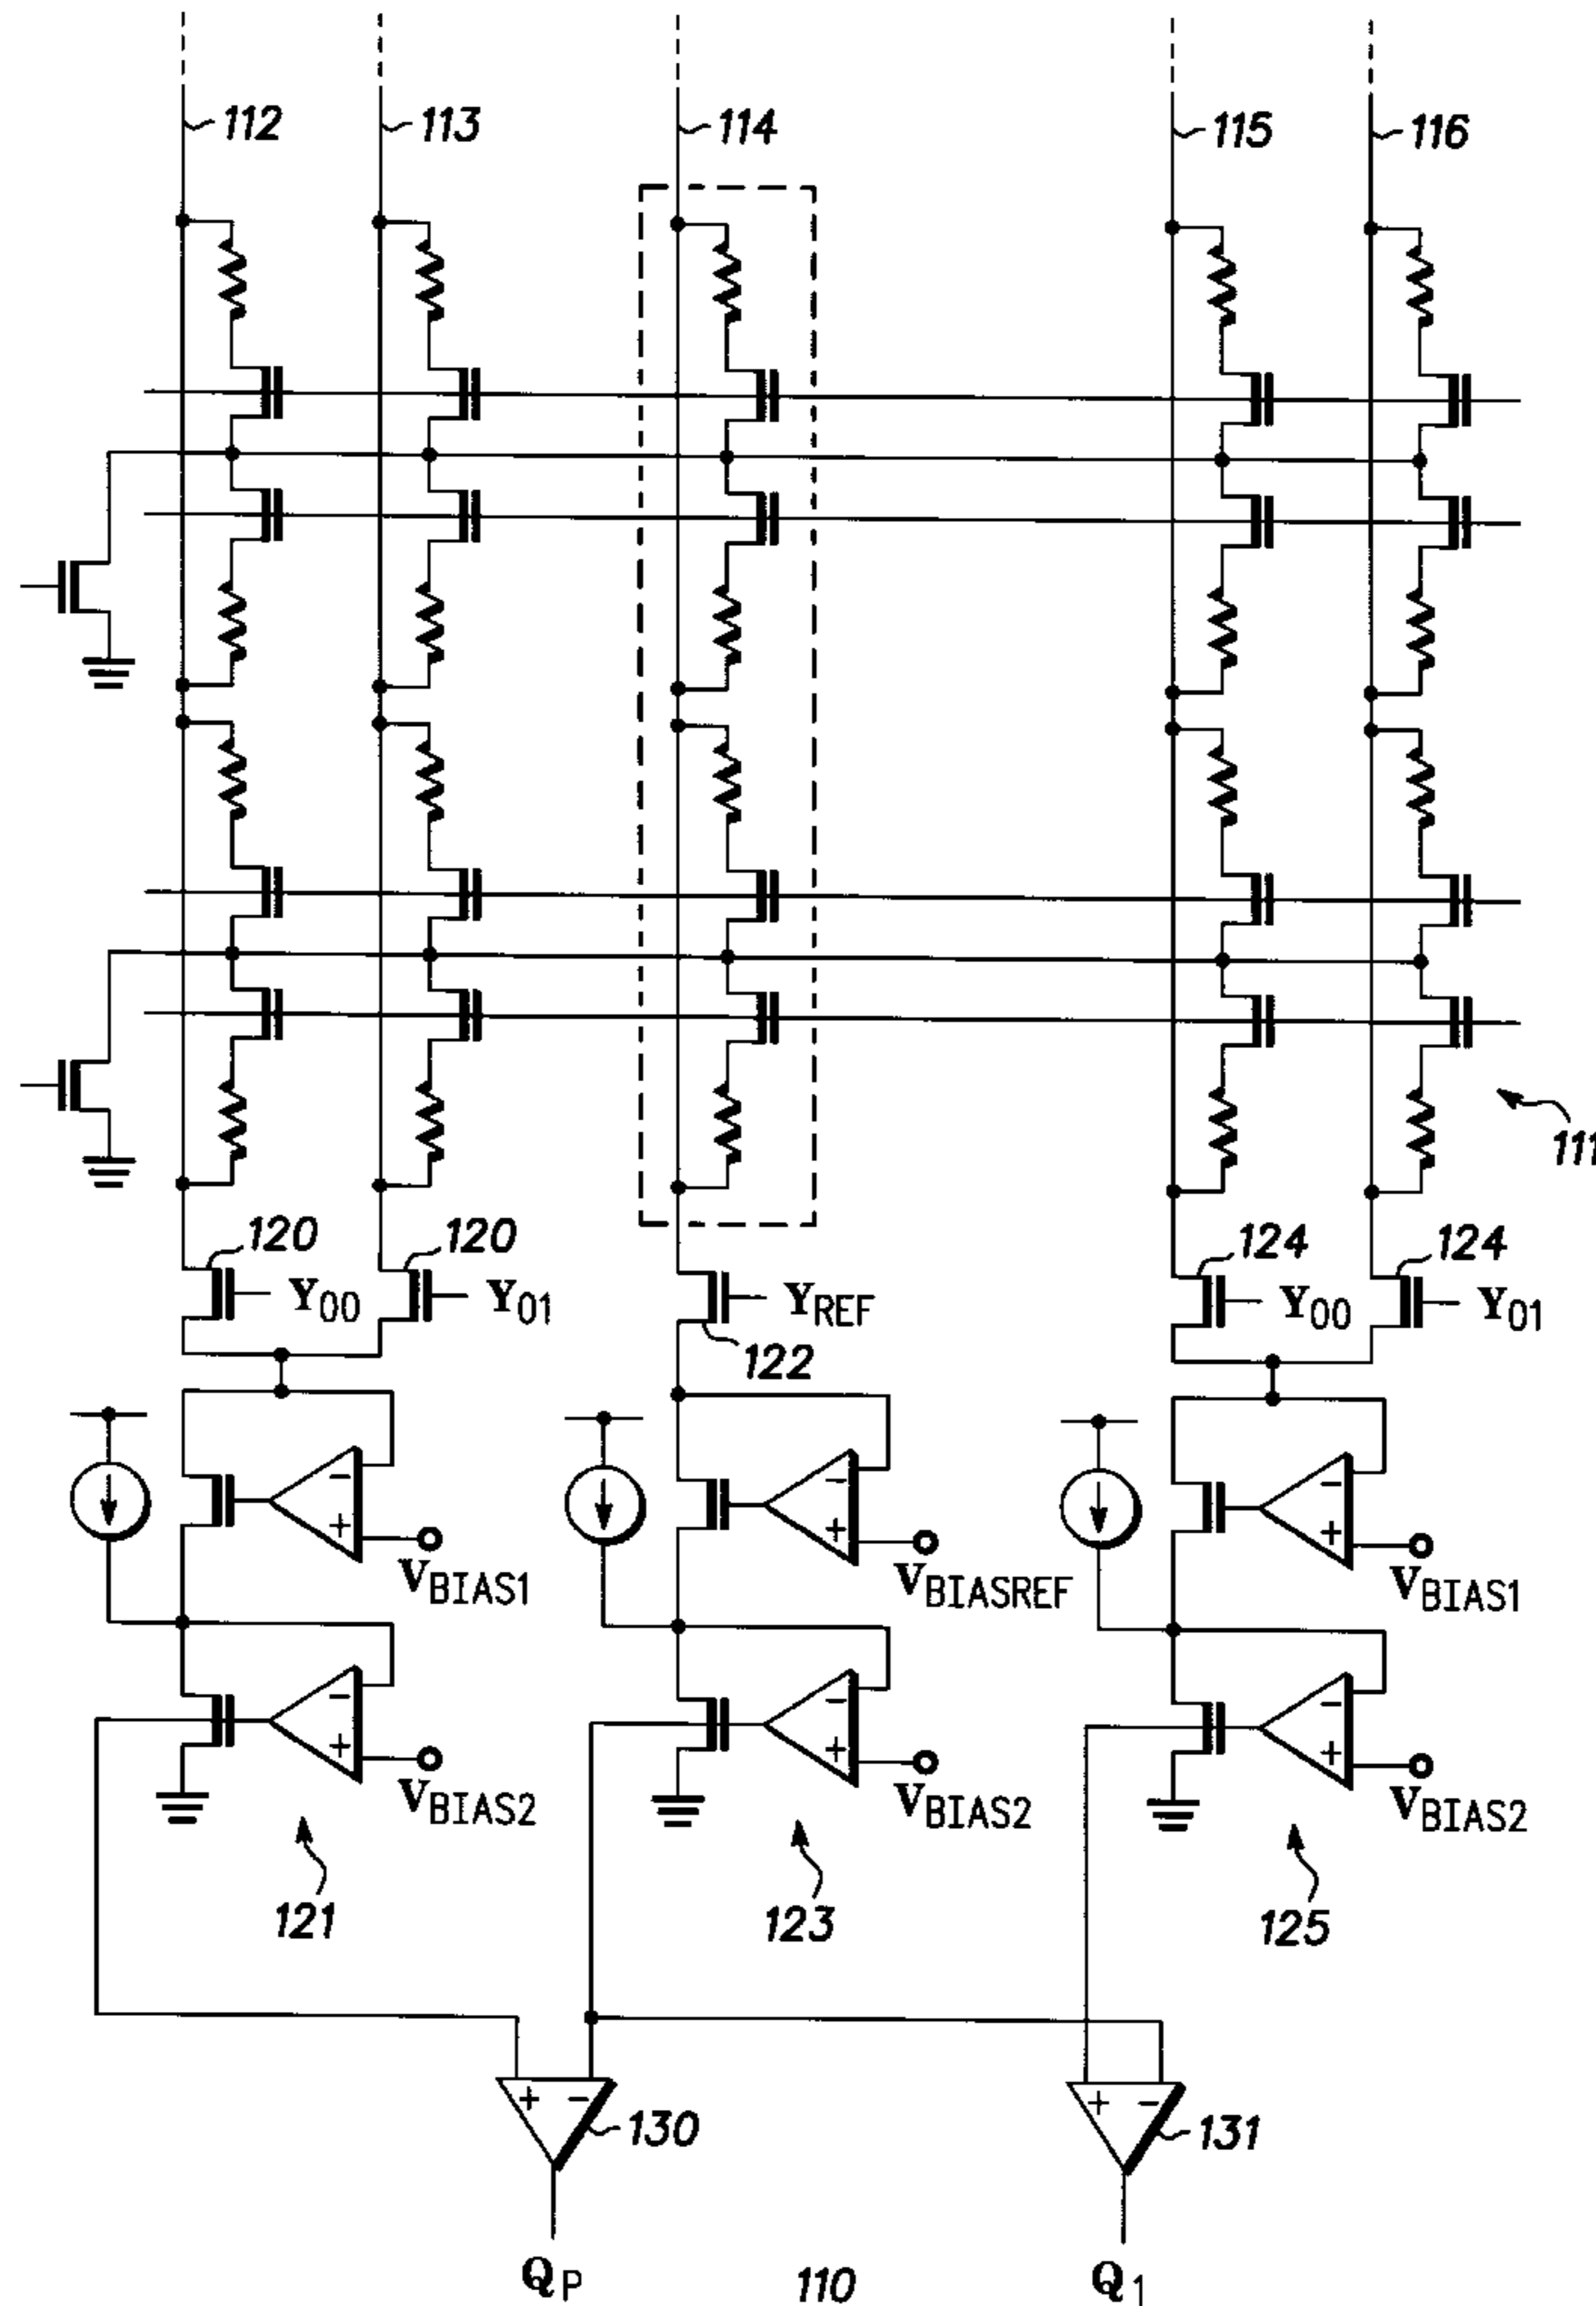 112 113 114 115 116
111
120 120 124 124
Y00 Y01 YREF Y00 Y01
122
- - -
+ + +
VBIAS1 VBIASREF VBIAS1
- - -
+ + +
VBIAS2 VBIAS2 VBIAS2
121 123 125
+ - + -
130 131
QP 110 Q1